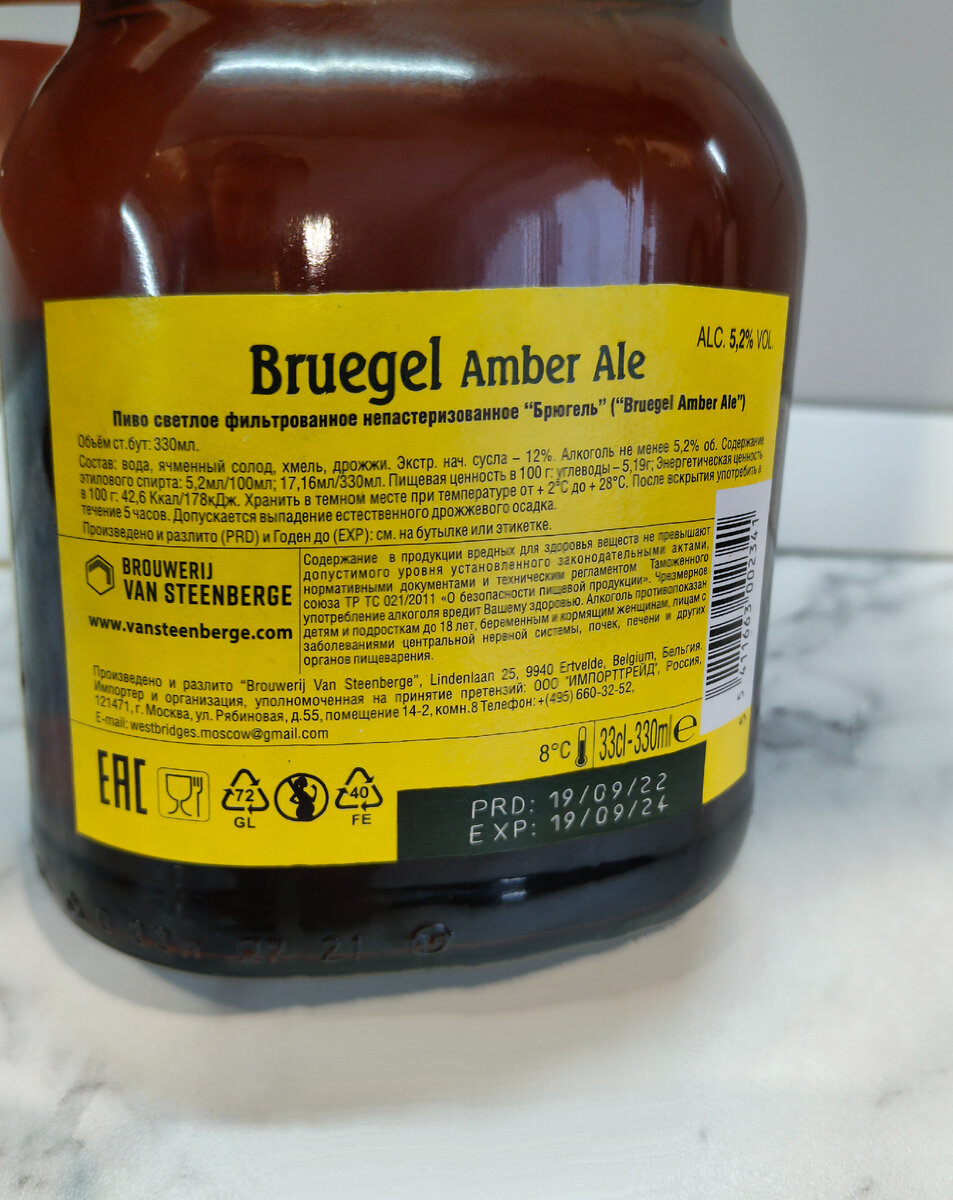 Bruegel Amber Ale
ALC. 5,2% VOL.
Пиво светлое фильтрованное непастеризованное “Брюгель” (“Bruegel Amber Ale”)
Объём ст.бут: 330мл.
Состав: вода, ячменный солод, хмель, дрожжи. Экстр. нач. сусла – 12%. Алкоголь не менее 5,2% об. Содержание
этилового спирта: 5,2мл/100мл; 17,16мл/330мл. Пищевая ценность в 100 г: углеводы – 5,19г; Энергетическая ценность
в 100 г: 42,6 Ккал/178кДж. Хранить в темном месте при температуре от + 2°С до + 28°С. После вскрытия употребить в
течение 5 часов. Допускается выпадение естественного дрожжевого осадка.
Произведено и разлито (PRD) и Годен до (EXP): см. на бутылке или этикетке.
BROUWERIJ
VAN STEENBERGE
www.vansteenberge.com
Содержание в продукции вредных для здоровья веществ не превышают
допустимого уровня установленного законодательными актами,
нормативными документами и техническим регламентом Таможенного
союза ТР ТС 021/2011 «О безопасности пищевой продукции». Чрезмерное
употребление алкоголя вредит Вашему здоровью. Алкоголь противопоказан
детям и подросткам до 18 лет, беременным и кормящим женщинам, лицам с
заболеваниями центральной нервной системы, почек, печени и других
органов пищеварения.
5 411663 002341
Произведено и разлито “Brouwerij Van Steenberge”, Lindenlaan 25, 9940 Ertvelde, Belgium, Бельгия.
Импортер и организация, уполномоченная на принятие претензий: ООО “ИМПОРТТРЕЙД”, Россия,
121471, г. Москва, ул. Рябиновая, д.55, помещение 14-2, комн.8 Телефон: +(495) 660-32-52,
E-mail: westbridges.moscow@gmail.com
8°C 33cl-330ml e
EAC
72
GL
40
FE
PRD: 19/09/22
EXP: 19/09/24
21